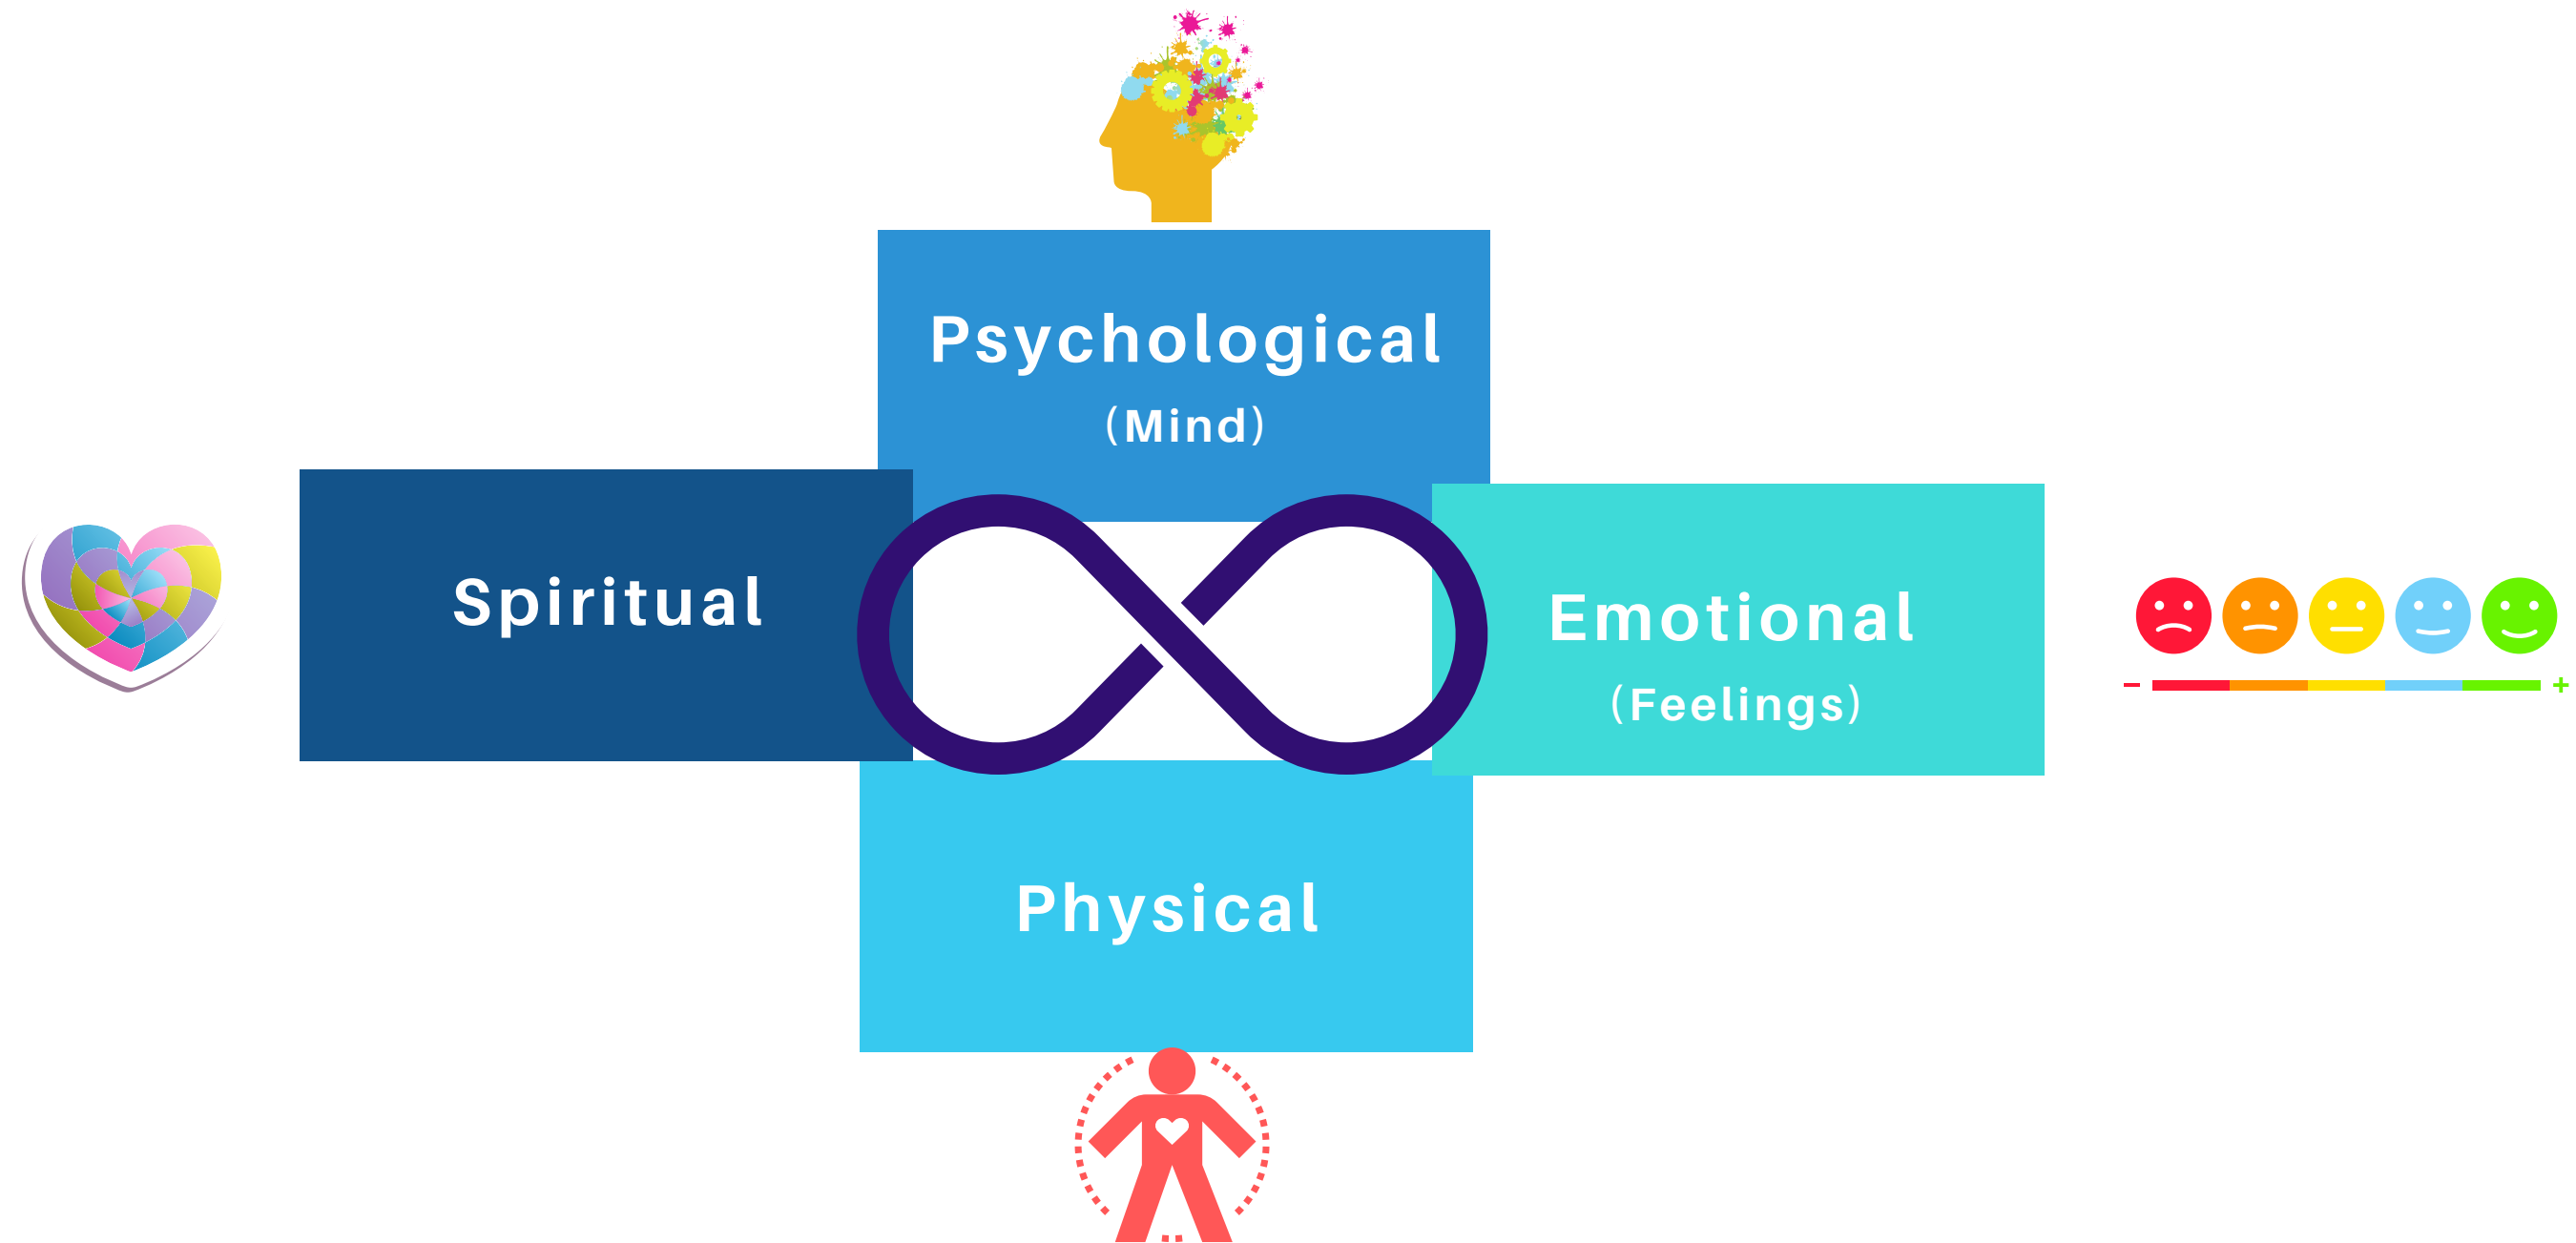 Psychological
(Mind)
Spiritual
Emotional
(Feelings)
- +
Physical